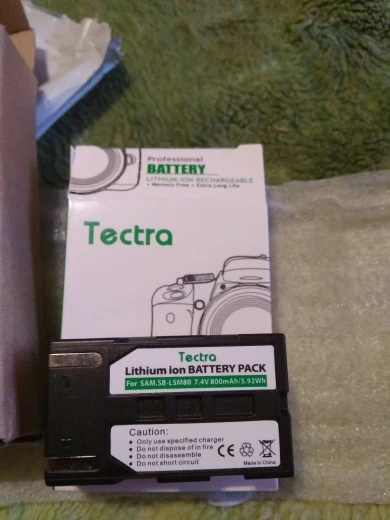 Professional
BATTERY
LITHIUM ION RECHARGEABLE
• Memory Free • Extra Long Life
Tectra
Tectra
Lithium ion BATTERY PACK
For SAM.SB-LSM80 7.4V 800mAh/5.92Wh
Caution:
• Only use specified charger
• Do not dispose of fire
• Do not disassemble
• Do not short circuit
CE
Made in China